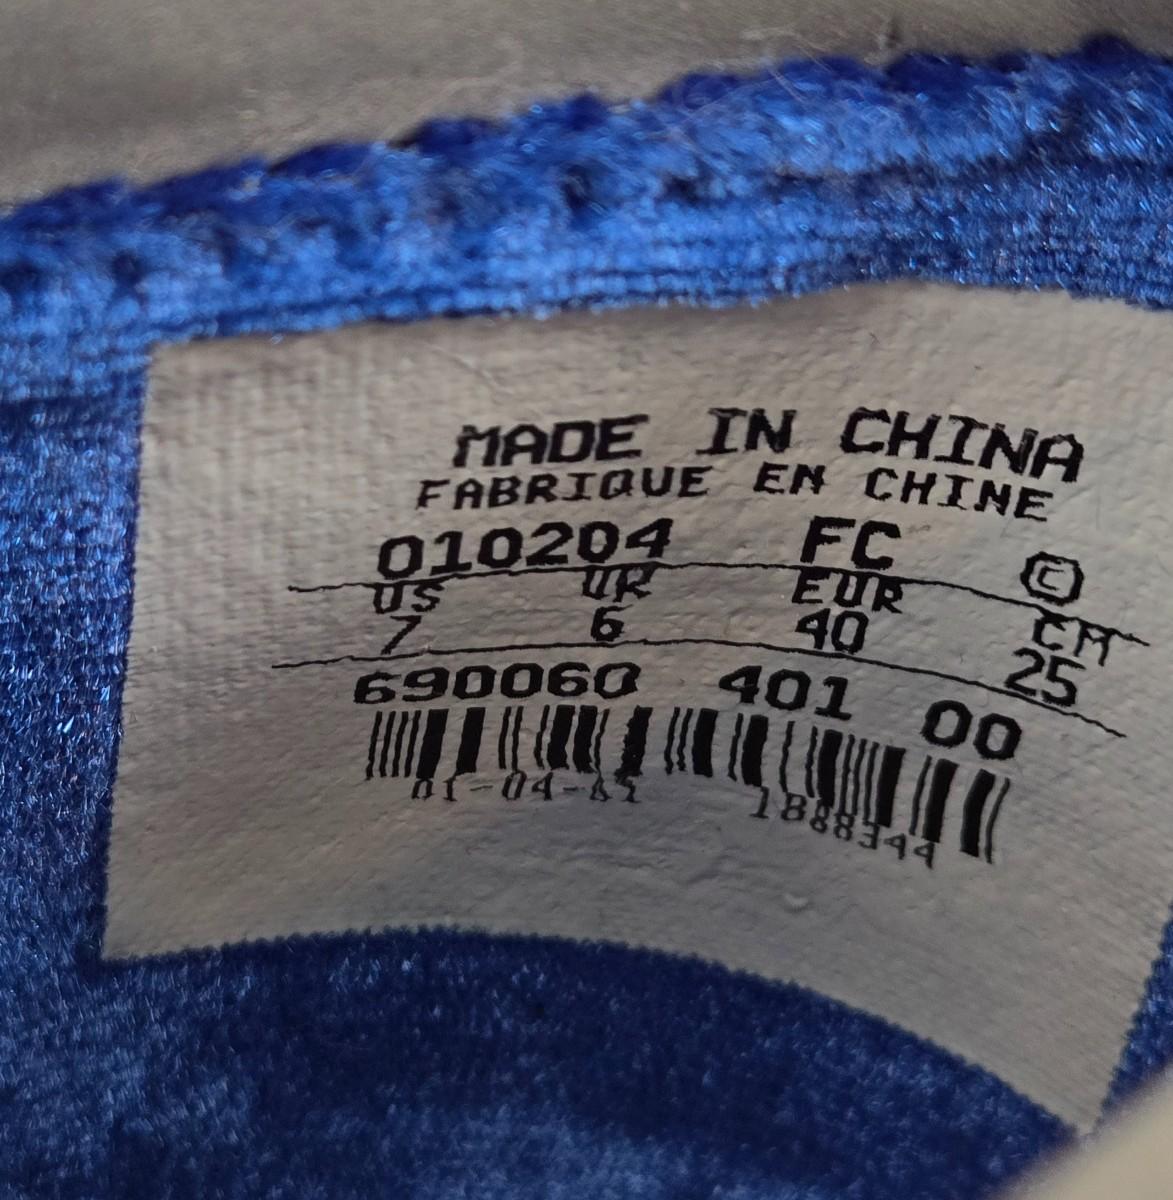 MADE IN CHINA
FABRIQUE EN CHINE
010204 FC ©
US UK EUR CM
7 6 40 25
690060 401 00
1888344